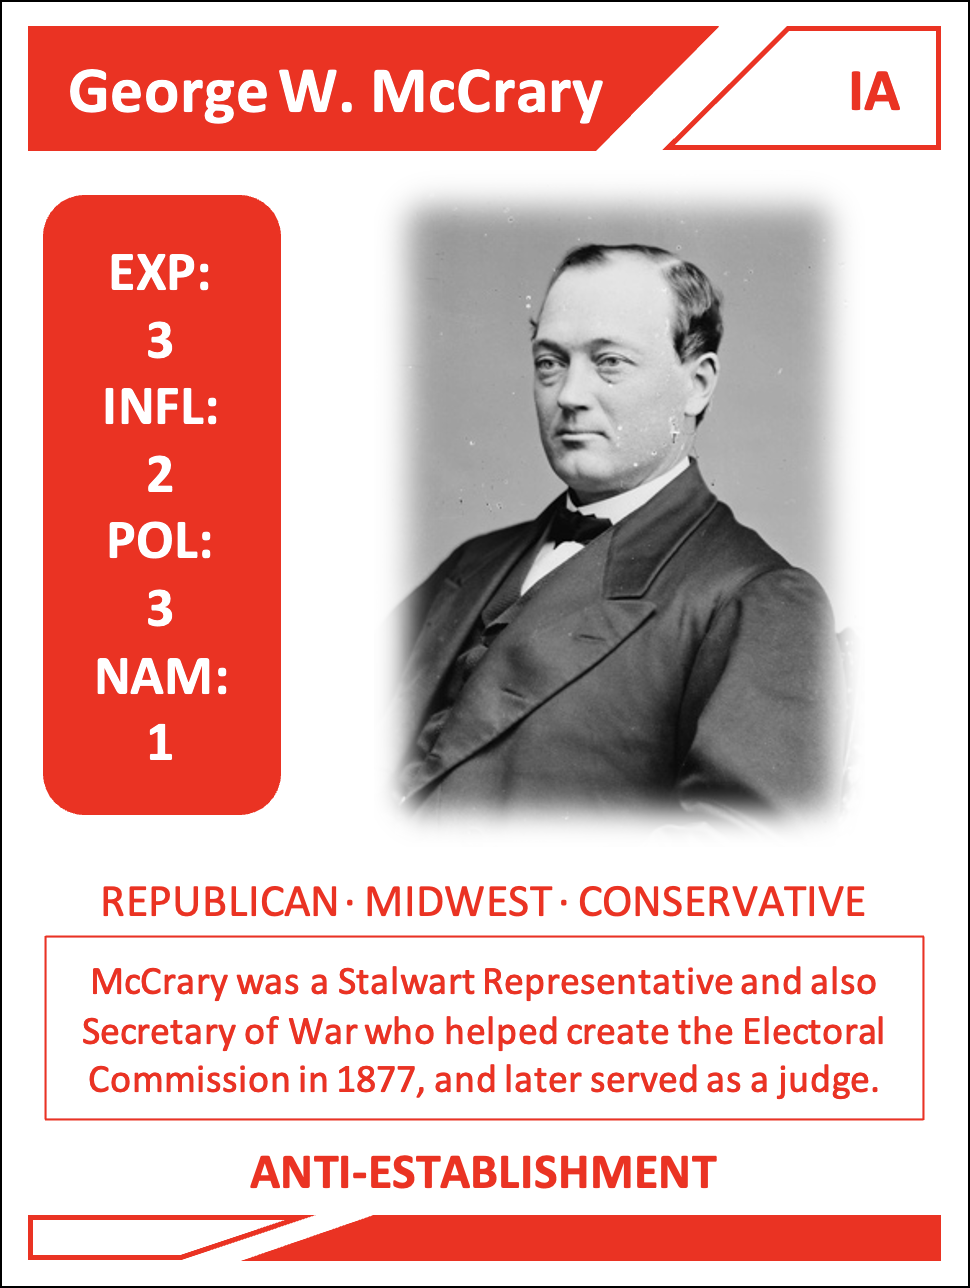 George W. McCrary
IA
EXP:
3
INFL:
2
POL:
3
NAM:
1
REPUBLICAN · MIDWEST · CONSERVATIVE
McCrary was a Stalwart Representative and also
Secretary of War who helped create the Electoral
Commission in 1877, and later served as a judge.
ANTI-ESTABLISHMENT